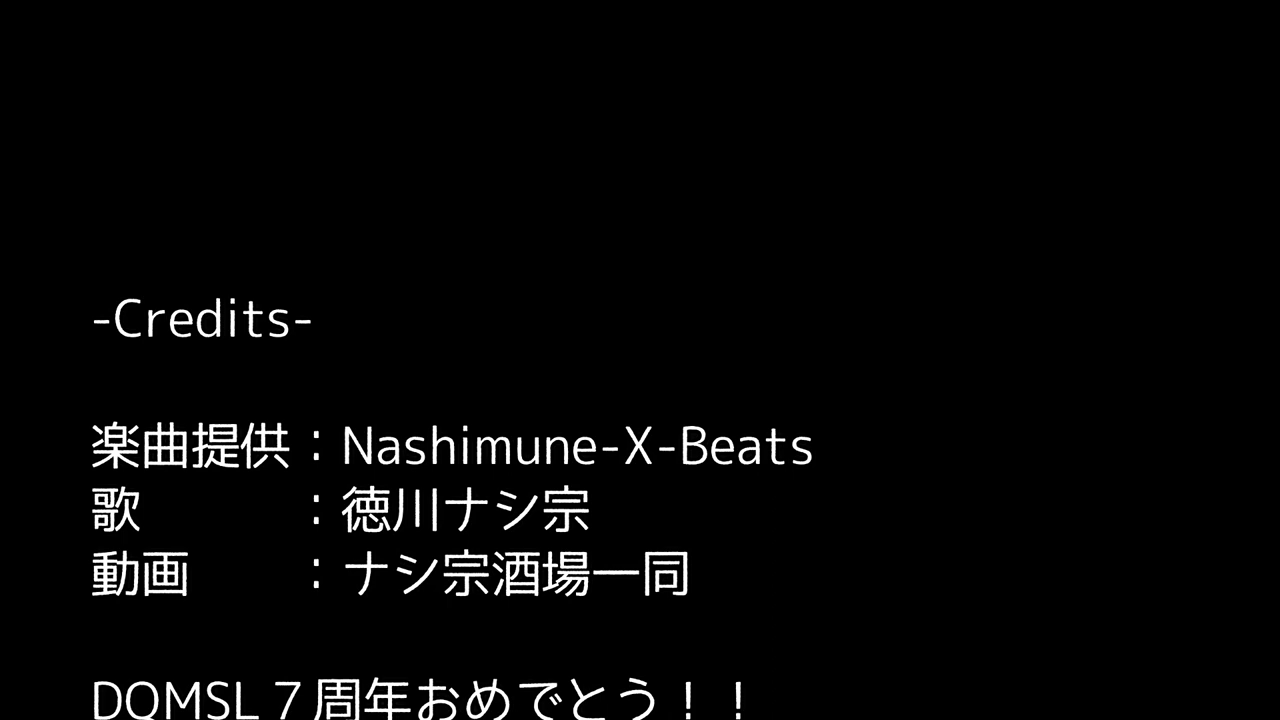 -Credits-
楽曲提供：Nashimune-X-Beats
歌　　　：徳川ナシ宗
動画　　：ナシ宗酒場一同
DQMSL７周年おめでとう！！